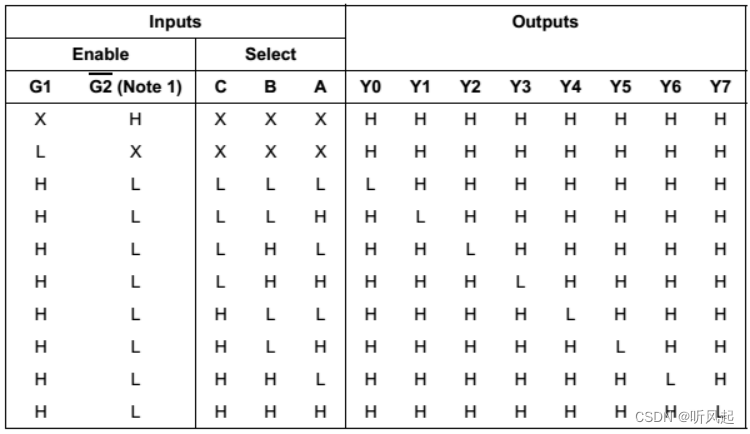 Inputs Outputs
Enable Select
G1 G2 (Note 1) C B A Y0 Y1 Y2 Y3 Y4 Y5 Y6 Y7
X H X X X H H H H H H H H
L X X X X H H H H H H H H
H L L L L L H H H H H H H
H L L L H H L H H H H H H
H L L H L H H L H H H H H
H L L H H H H H L H H H H
H L H L L H H H H L H H H
H L H L H H H H H H L H H
H L H H L H H H H H H L H
H L H H H H H H H H H H L
CSDN @听风起